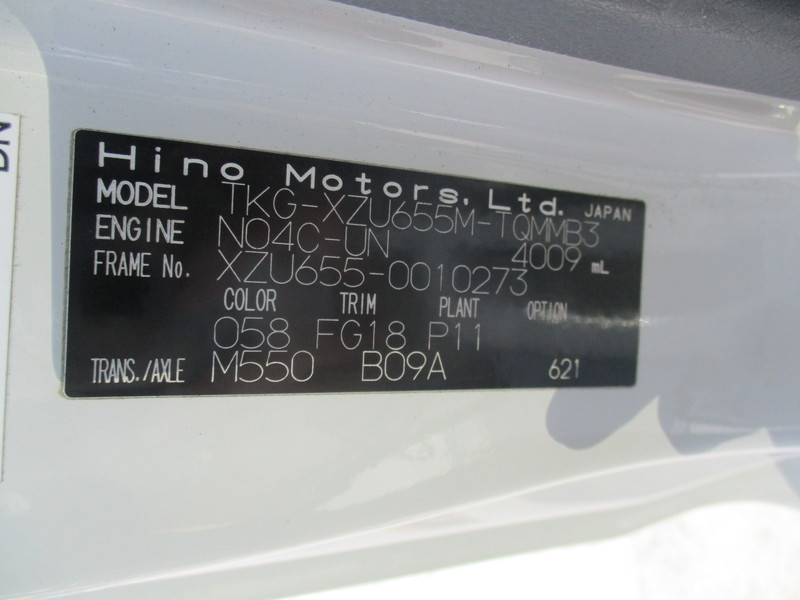 Hino Motors, Ltd. JAPAN
MODEL TKG-XZU655M-TQMMB3
ENGINE N04C-UN 4009 mL
FRAME No. XZU655-0010273
COLOR TRIM PLANT OPTION
058 FG18 P11
TRANS./AXLE M550 B09A 621